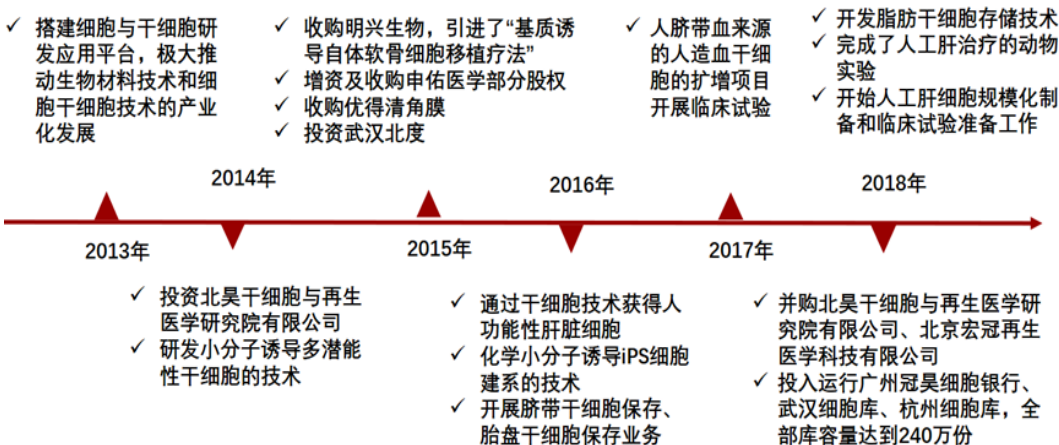 ✓ 搭建细胞与干细胞研
发应用平台，极大推
动生物材料技术和细
胞干细胞技术的产业
化发展
✓ 收购明兴生物，引进了“基质诱
导自体软骨细胞移植疗法”
✓ 增资及收购申佑医学部分股权
✓ 收购优得清角膜
✓ 投资武汉北度
✓ 人脐带血来源
的人造血干细
胞的扩增项目
开展临床试验
✓ 开发脂肪干细胞存储技术
✓ 完成了人工肝治疗的动物
实验
✓ 开始人工肝细胞规模化制
备和临床试验准备工作
2014年
2016年
2018年
2013年
2015年
2017年
✓ 投资北昊干细胞与再生
医学研究院有限公司
✓ 研发小分子诱导多潜能
性干细胞的技术
✓ 通过干细胞技术获得人
功能性肝脏细胞
✓ 化学小分子诱导iPS细胞
建系的技术
✓ 开展脐带干细胞保存、
胎盘干细胞保存业务
✓ 并购北昊干细胞与再生医学研
究院有限公司、北京宏冠再生
医学科技有限公司
✓ 投入运行广州冠昊细胞银行、
武汉细胞库、杭州细胞库，全
部库容量达到240万份